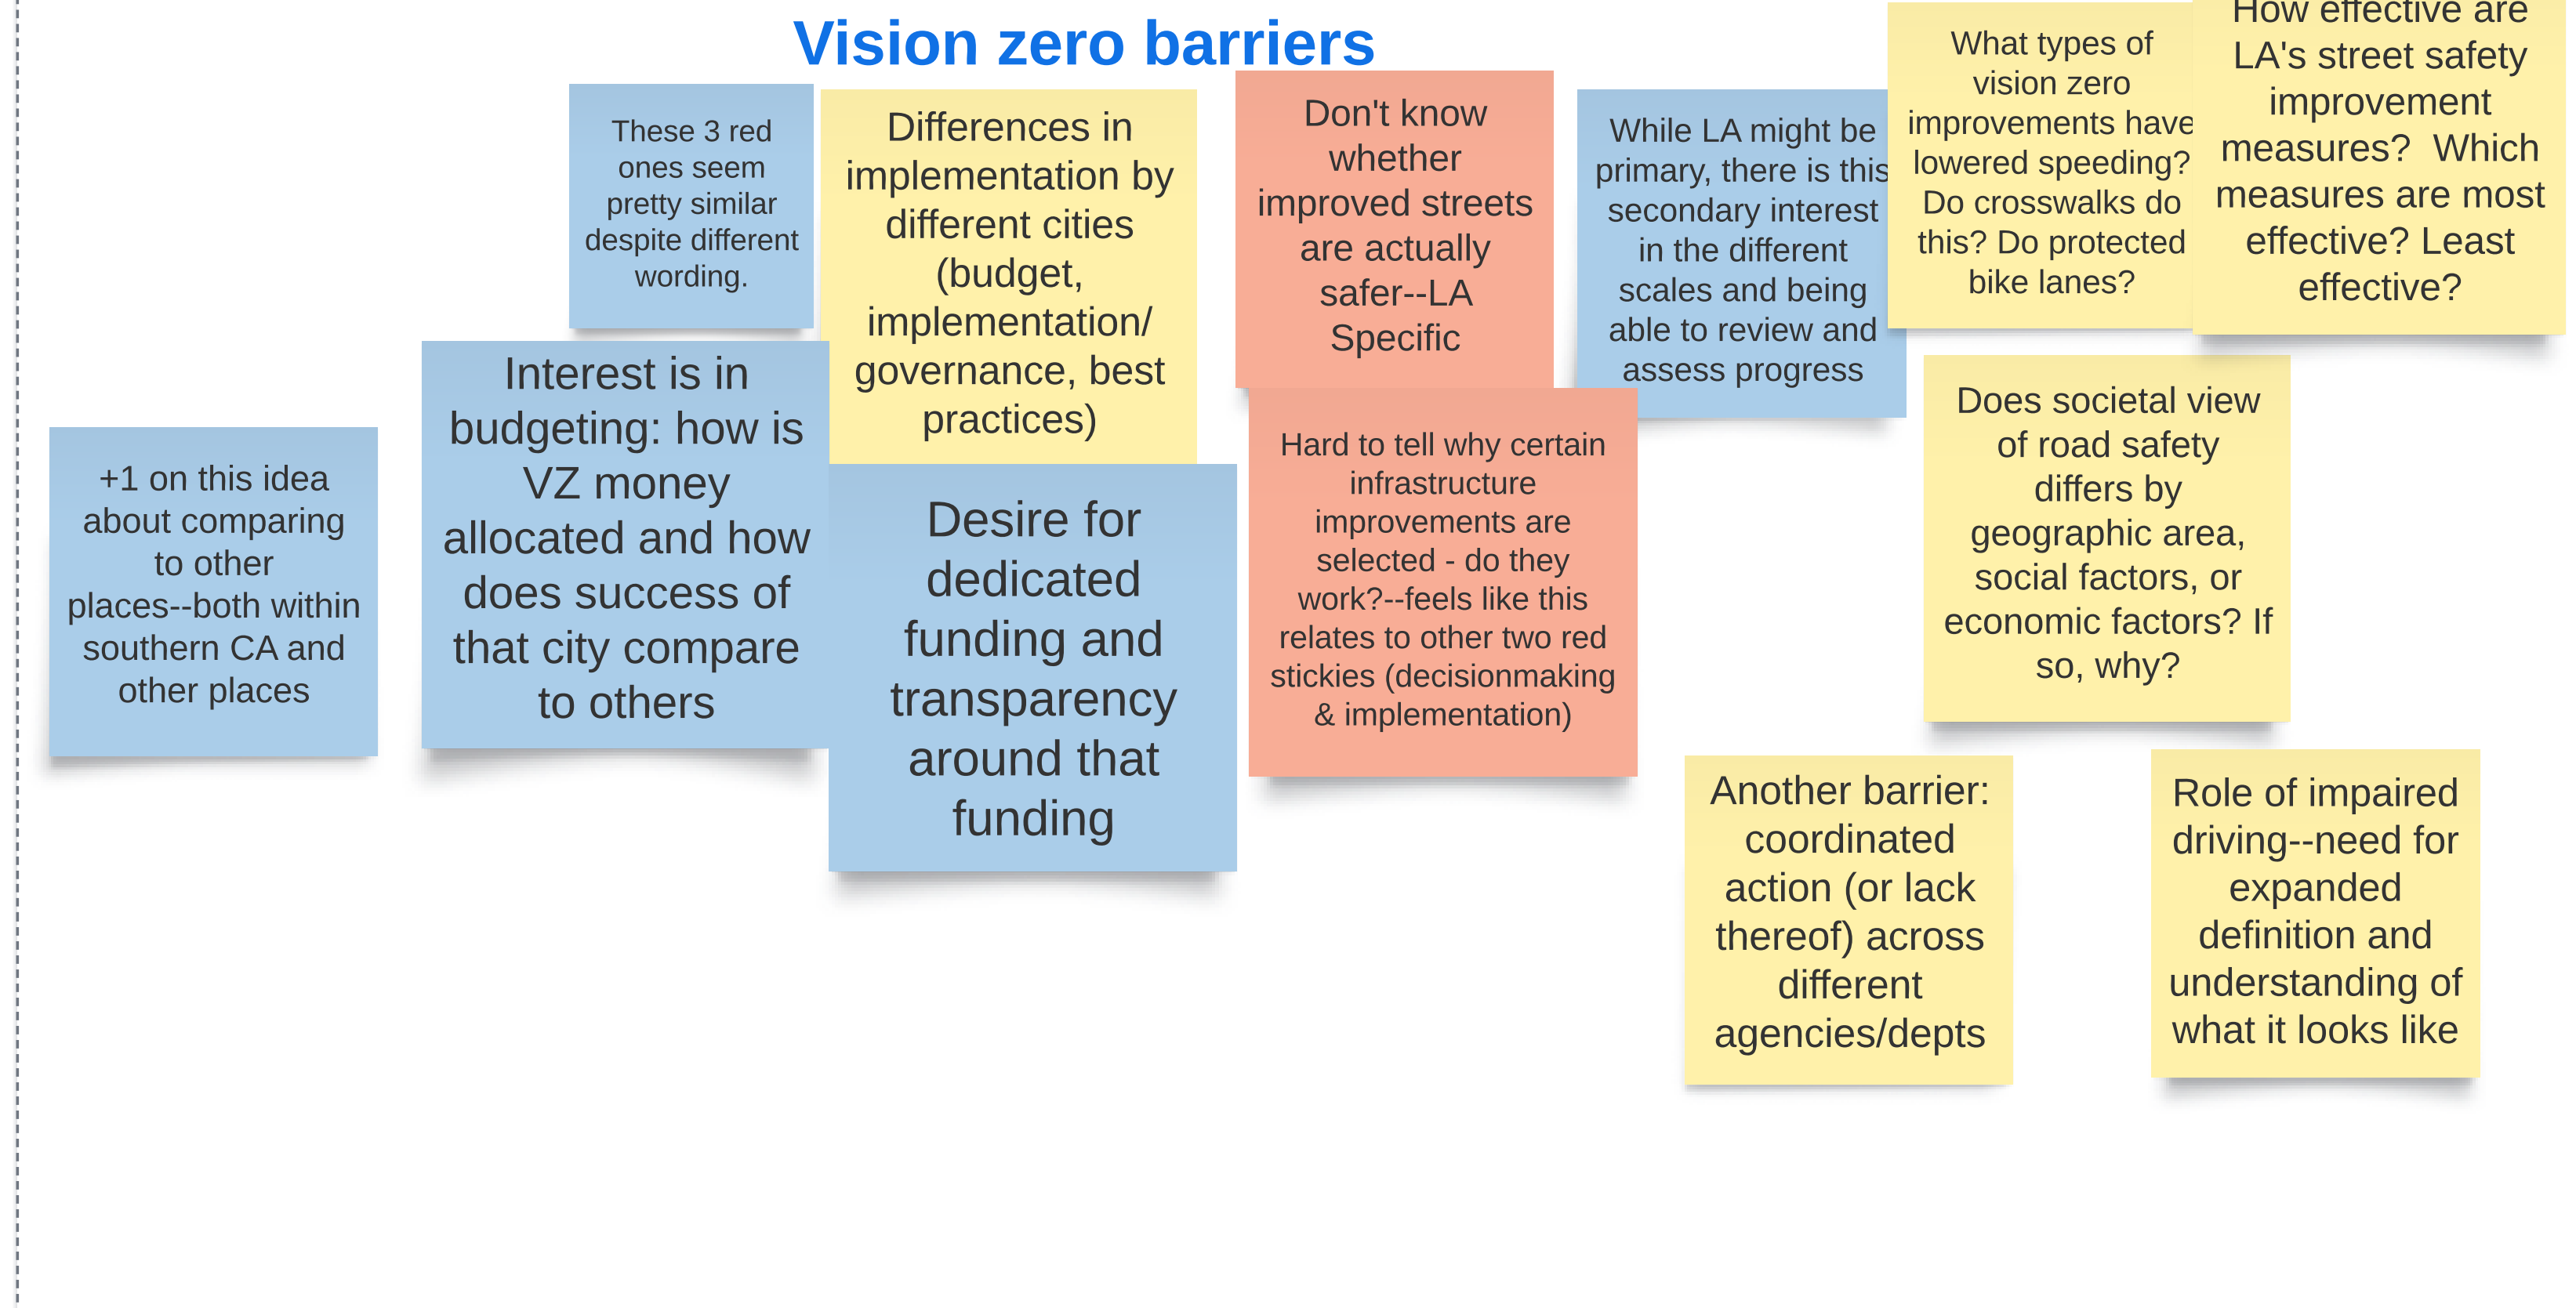 Vision zero barriers
These 3 red
ones seem
pretty similar
despite different
wording.
Differences in
implementation by
different cities
(budget,
implementation/
governance, best
practices)
Don't know
whether
improved streets
are actually
safer--LA
Specific
While LA might be
primary, there is this
secondary interest
in the different
scales and being
able to review and
assess progress
What types of
vision zero
improvements have
lowered speeding?
Do crosswalks do
this? Do protected
bike lanes?
How effective are
LA's street safety
improvement
measures?  Which
measures are most
effective? Least
effective?
+1 on this idea
about comparing
to other
places--both within
southern CA and
other places
Interest is in
budgeting: how is
VZ money
allocated and how
does success of
that city compare
to others
Desire for
dedicated
funding and
transparency
around that
funding
Hard to tell why certain
infrastructure
improvements are
selected - do they
work?--feels like this
relates to other two red
stickies (decisionmaking
& implementation)
Does societal view
of road safety
differs by
geographic area,
social factors, or
economic factors? If
so, why?
Another barrier:
coordinated
action (or lack
thereof) across
different
agencies/depts
Role of impaired
driving--need for
expanded
definition and
understanding of
what it looks like